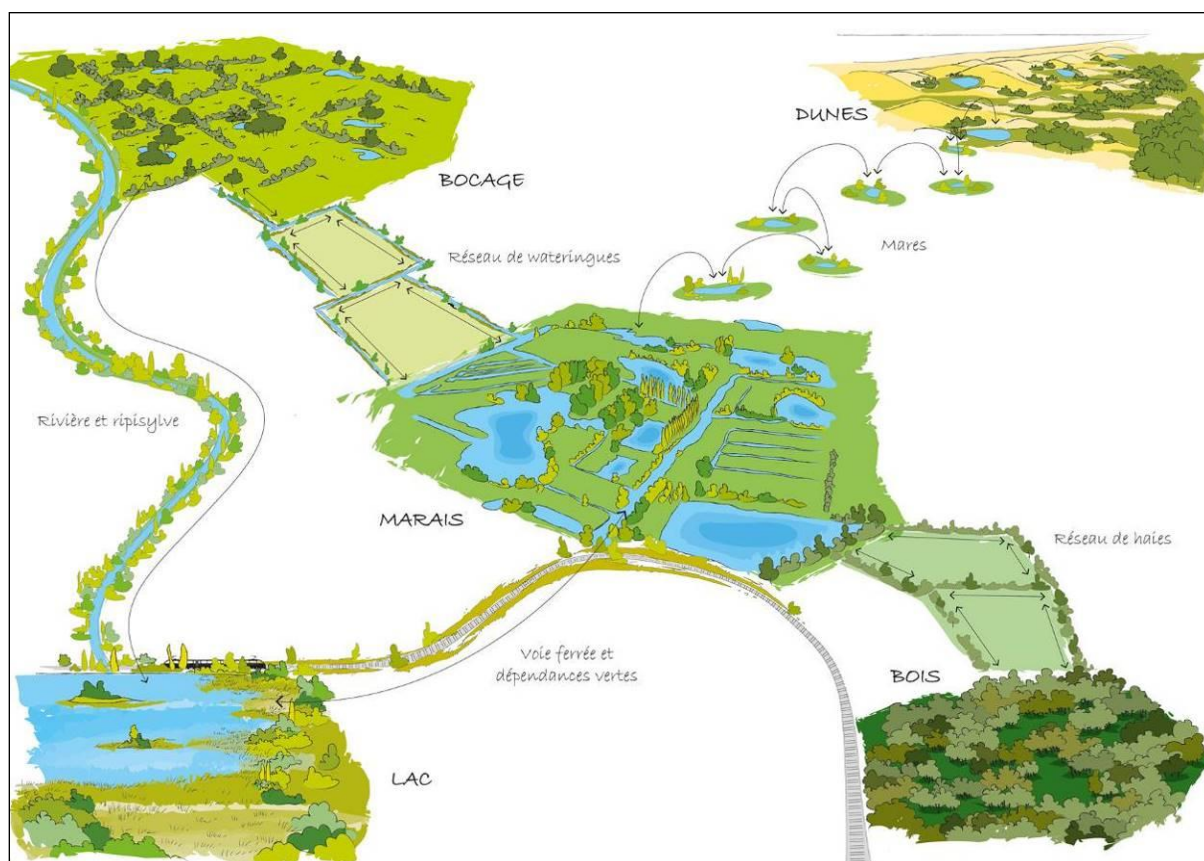 DUNES
BOCAGE
Réseau de wateringues
Mares
Rivière et ripisylve
MARAIS
Réseau de haies
Voie ferrée et
dépendances vertes
BOIS
LAC